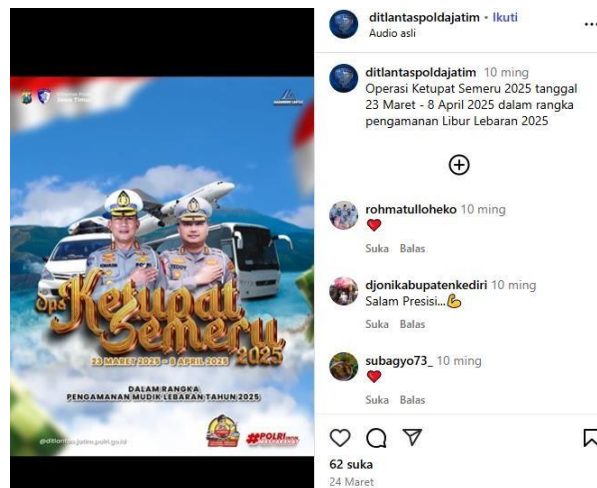 ditlantaspoldajatim • Ikuti
Audio asli
ditlantaspoldajatim 10 ming
Operasi Ketupat Semeru 2025 tanggal
23 Maret - 8 April 2025 dalam rangka
pengamanan Libur Lebaran 2025
rohmatulloheko 10 ming
Suka Balas
djonikabupatenkediri 10 ming
Salam Presisi...💪
Suka Balas
subagyo73_ 10 ming
Suka Balas
62 suka
24 Maret
Ops
Ketupat
Semeru
2025
23 MARET 2025 - 8 APRIL 2025
DALAM RANGKA
PENGAMANAN MUDIK LEBARAN TAHUN 2025
@ditlantas.jatim.polri.go.id
#POLRI